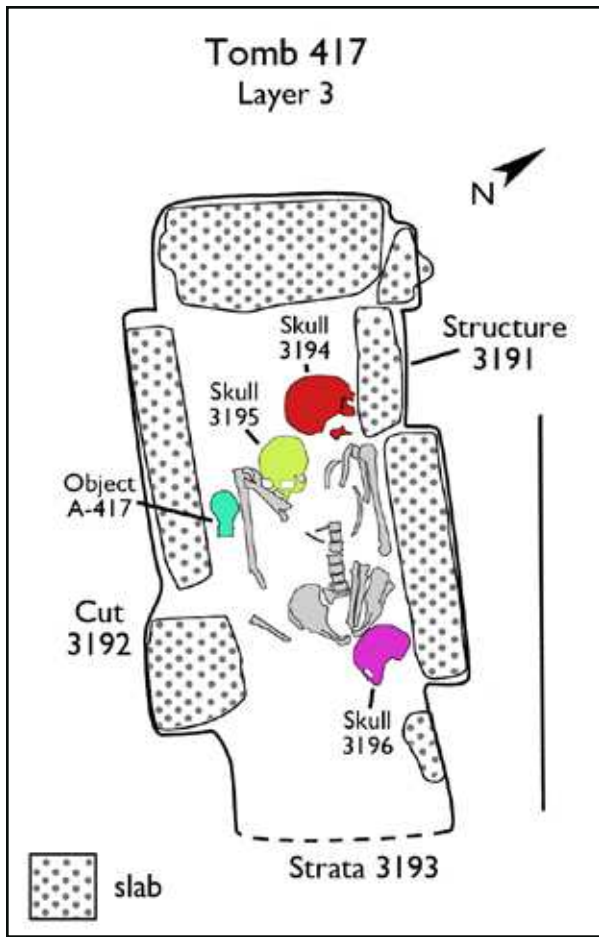 Tomb 417
Layer 3
N
Skull
3194
Structure
3191
Skull
3195
Object
A-417
Cut
3192
Skull
3196
Strata 3193
slab